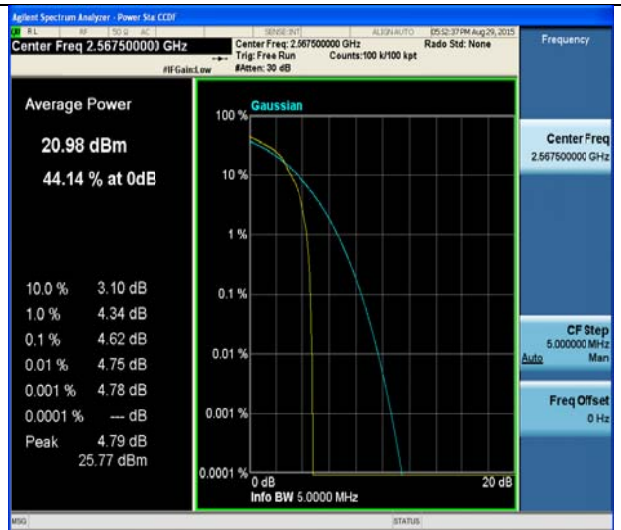 Agilent Spectrum Analyzer - Power Sta CCDF
RL RF 50 Ω AC SENSE:INT ALIGN AUTO 05:52:37 PM Aug 29, 2015
Center Freq 2.567500000 GHz
Center Freq: 2.567500000 GHz Rado Std: None
Trig: Free Run Counts:100 k/100 kpt
#IFGain:Low #Atten: 30 dB
Frequency
Average Power
20.98 dBm
44.14 % at 0dB
10.0 % 3.10 dB
1.0 % 4.34 dB
0.1 % 4.62 dB
0.01 % 4.75 dB
0.001 % 4.78 dB
0.0001 % --- dB
Peak 4.79 dB
25.77 dBm
Gaussian
100 %
10 %
1 %
0.1 %
0.01 %
0.001 %
0.0001 %
0 dB 20 dB
Info BW 5.0000 MHz
Center Freq
2.567500000 GHz
CF Step
5.000000 MHz
Auto Man
Freq Offset
0 Hz
MSG STATUS